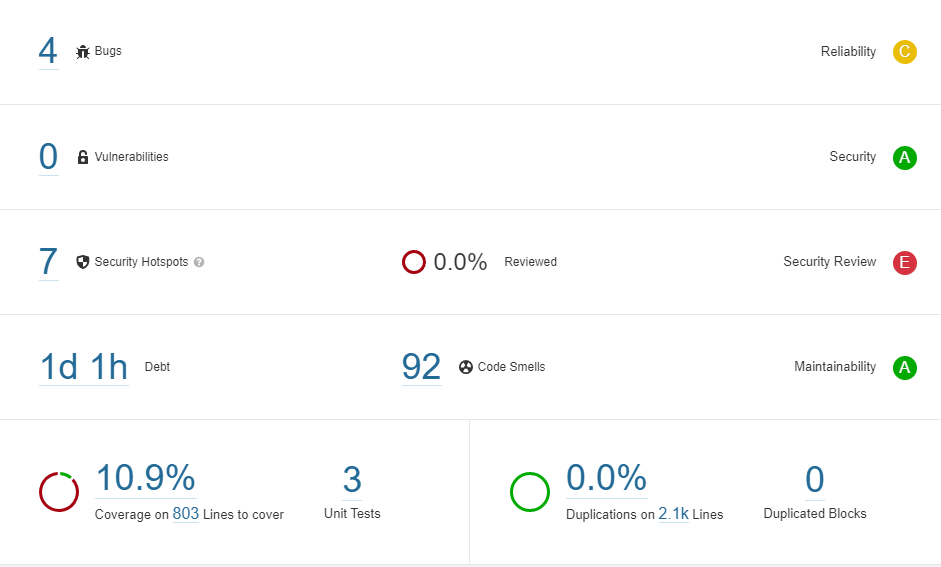 4 Bugs Reliability C
0 Vulnerabilities Security A
7 Security Hotspots ? 0.0% Reviewed Security Review E
1d 1h Debt 92 Code Smells Maintainability A
10.9% 3 0.0% 0
Coverage on 803 Lines to cover Unit Tests Duplications on 2.1k Lines Duplicated Blocks